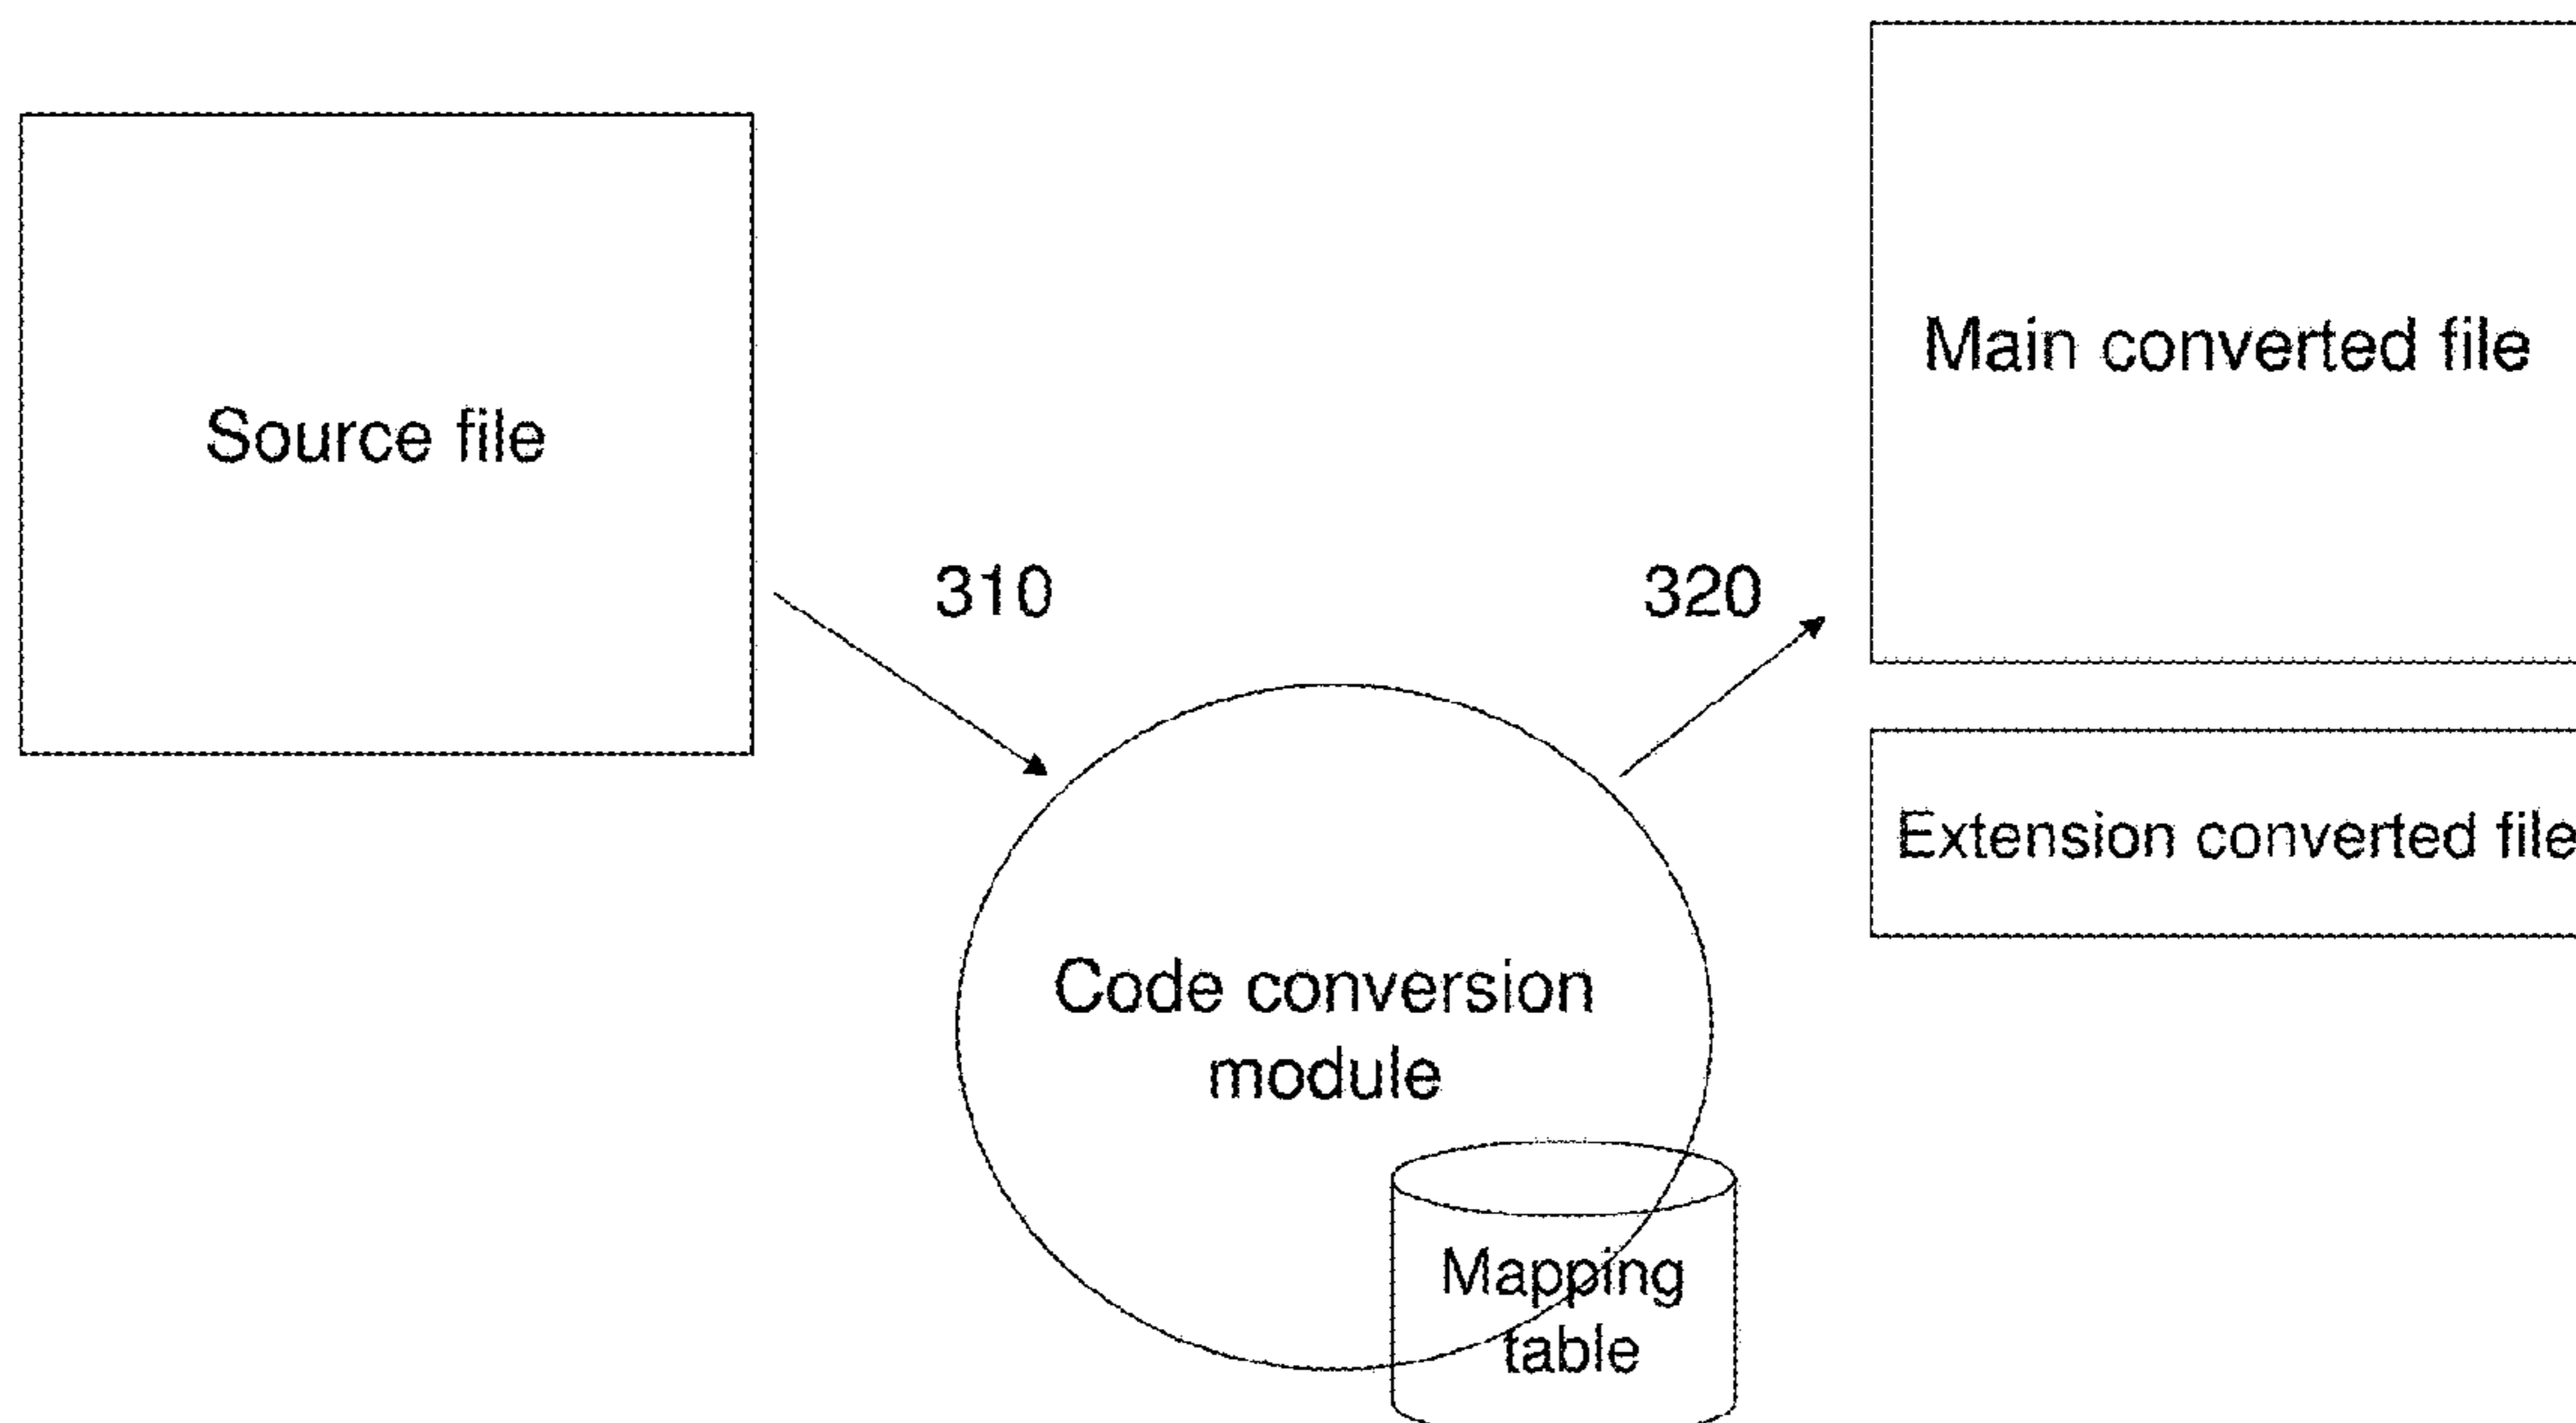 Source file
310
320
Main converted file
Extension converted file
Code conversion
module
Mapping
table